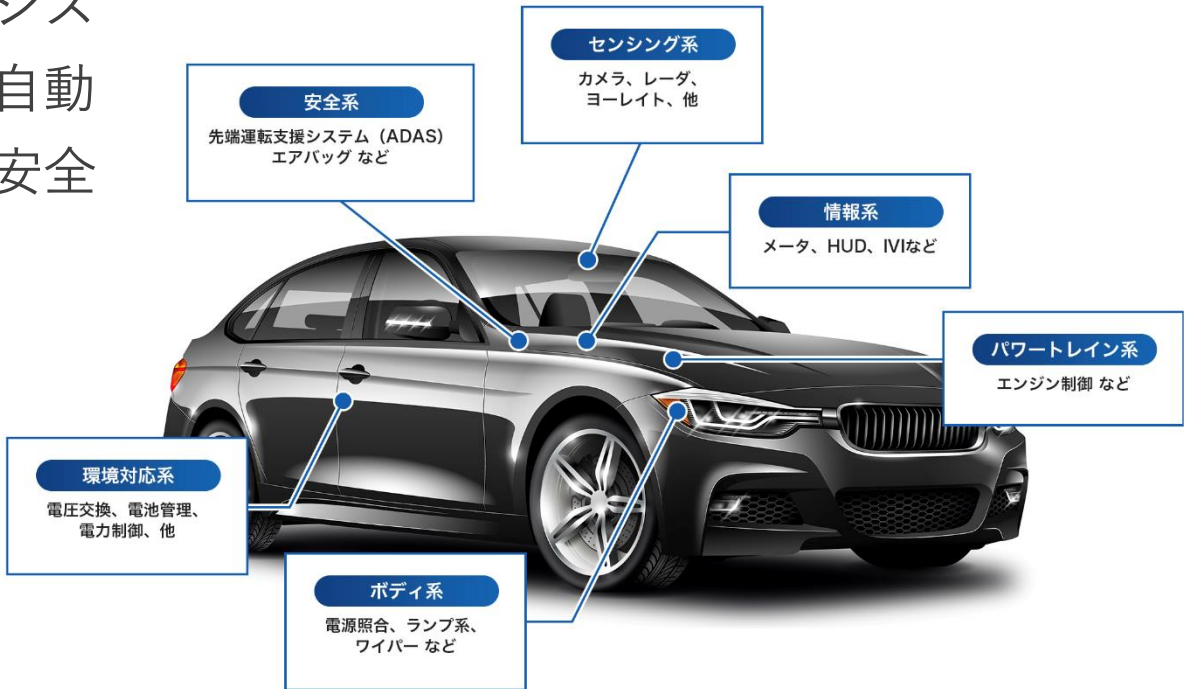 シス
自動
安全
センシング系
カメラ、レーダ、
ヨーレイト、他
安全系
先端運転支援システム（ADAS）
エアバッグ など
情報系
メータ、HUD、IVIなど
パワートレイン系
エンジン制御 など
環境対応系
電圧交換、電池管理、
電力制御、他
ボディ系
電源照合、ランプ系、
ワイパー など